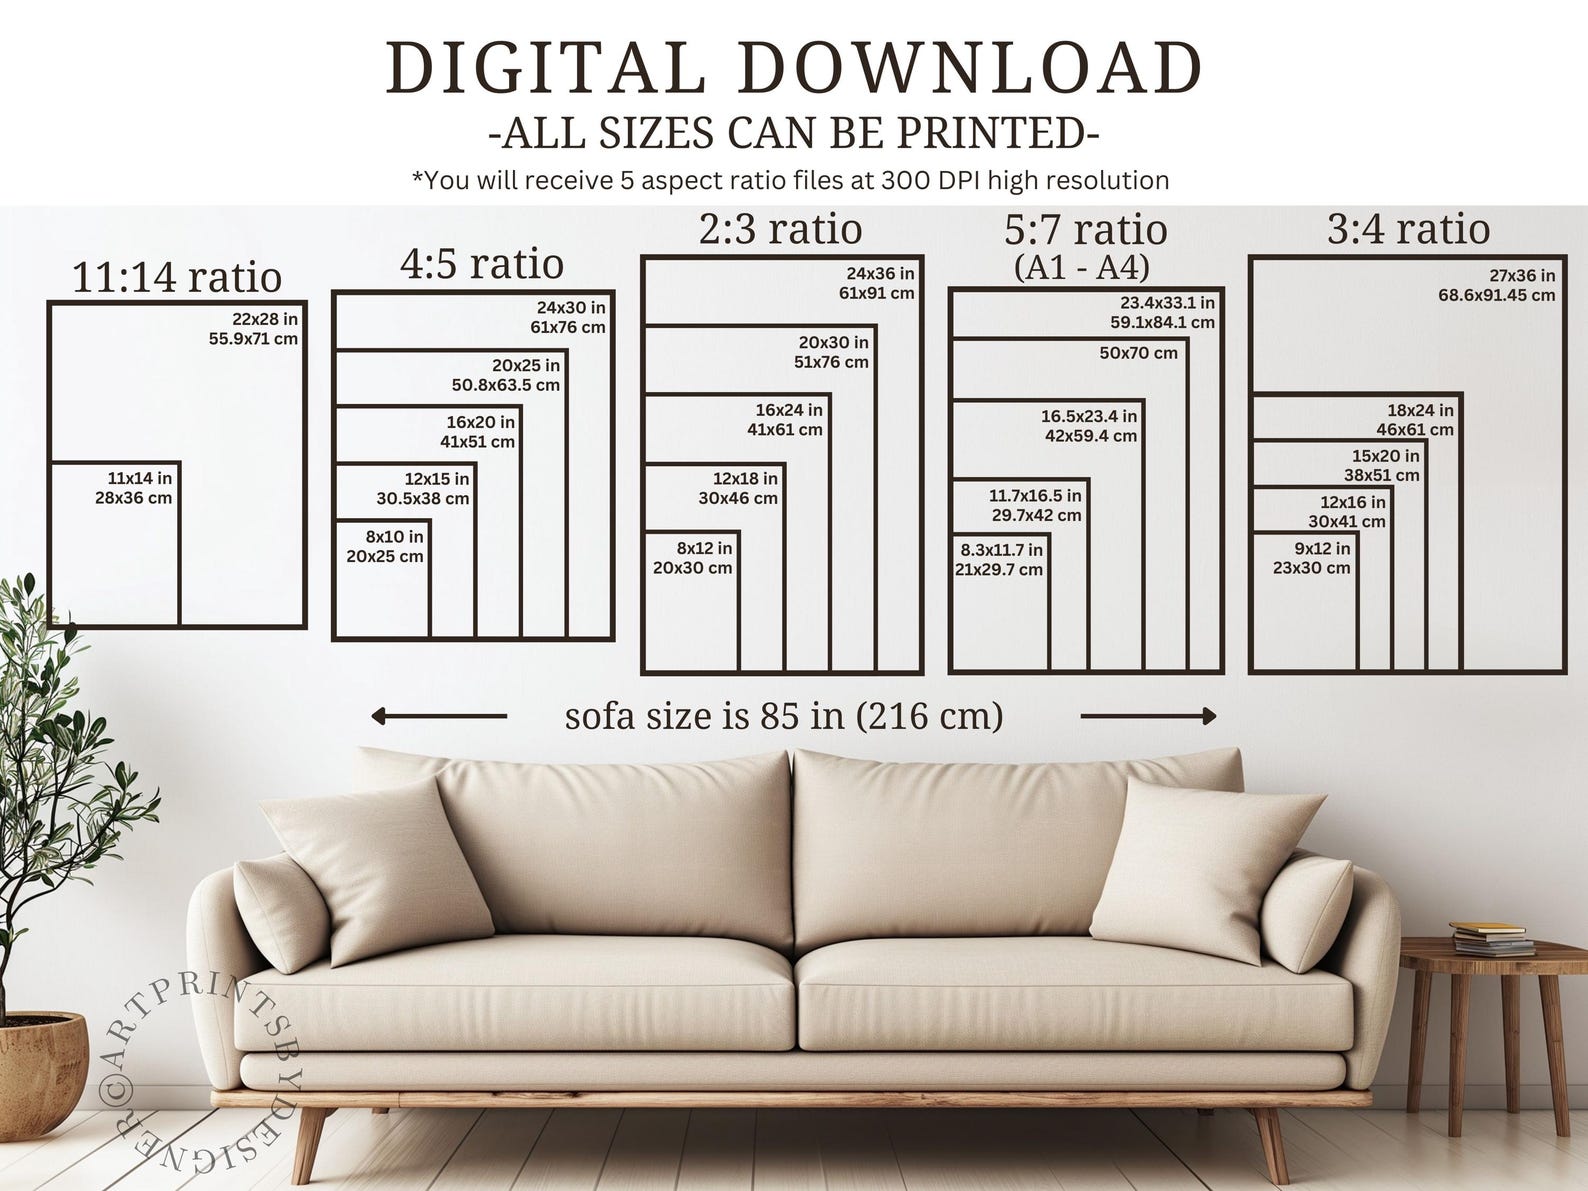 DIGITAL DOWNLOAD
-ALL SIZES CAN BE PRINTED-
*You will receive 5 aspect ratio files at 300 DPI high resolution
11:14 ratio
22x28 in
55.9x71 cm
11x14 in
28x36 cm
4:5 ratio
24x30 in
61x76 cm
20x25 in
50.8x63.5 cm
16x20 in
41x51 cm
12x15 in
30.5x38 cm
8x10 in
20x25 cm
2:3 ratio
24x36 in
61x91 cm
20x30 in
51x76 cm
16x24 in
41x61 cm
12x18 in
30x46 cm
8x12 in
20x30 cm
5:7 ratio
(A1 - A4)
23.4x33.1 in
59.1x84.1 cm
50x70 cm
16.5x23.4 in
42x59.4 cm
11.7x16.5 in
29.7x42 cm
8.3x11.7 in
21x29.7 cm
3:4 ratio
27x36 in
68.6x91.45 cm
18x24 in
46x61 cm
15x20 in
38x51 cm
12x16 in
30x41 cm
9x12 in
23x30 cm
sofa size is 85 in (216 cm)
©ARTPRINTSBYDESIGNER